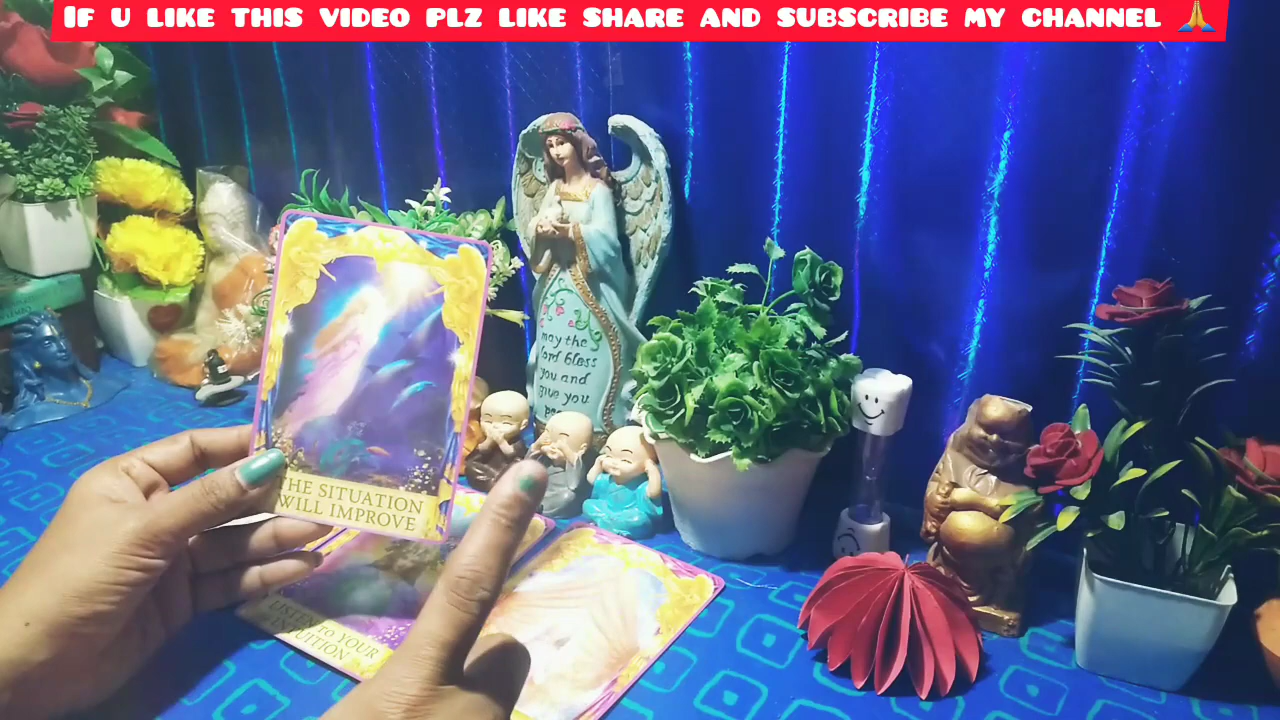 If u like this video plz like share and subscribe my channel 🙏
may the
lord bless
you and
give you
THE SITUATION
WILL IMPROVE
LISTEN TO YOUR
INTUITION